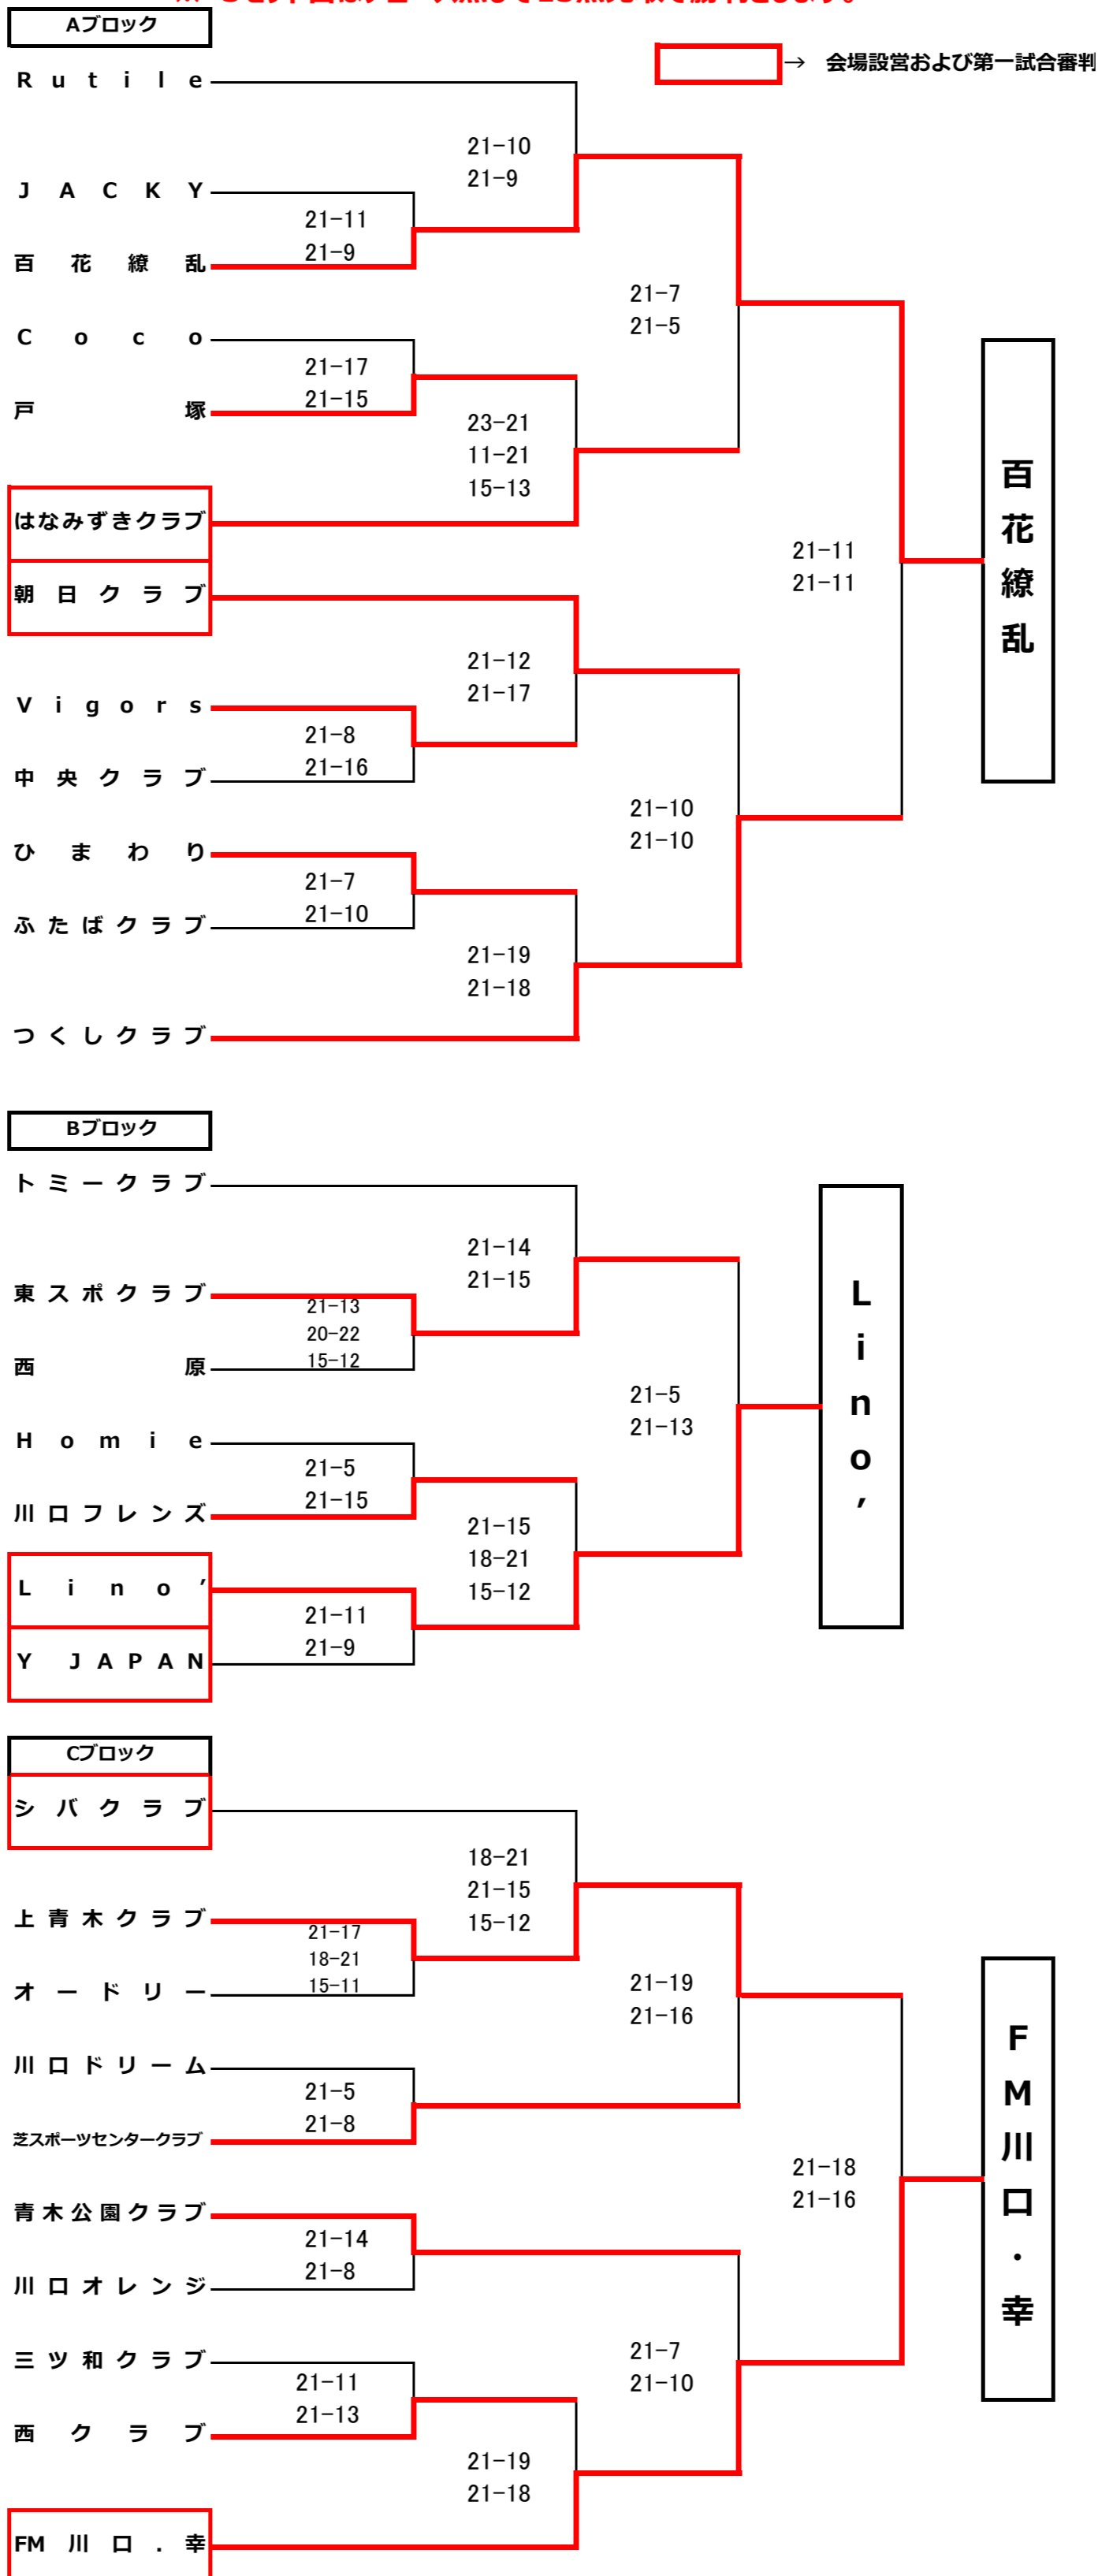 Aブロック
→ 会場設営および第一試合審判
Rutile
21-10
21-9
JACKY
21-11
21-9
百花繚乱
21-7
21-5
Coco
21-17
21-15
戸塚
23-21
11-21
15-13
百花繚乱
はなみずきクラブ
21-11
21-11
朝日クラブ
21-12
21-17
Vigors
21-8
21-16
中央クラブ
21-10
21-10
ひまわり
21-7
21-10
ふたばクラブ
21-19
21-18
つくしクラブ
Bブロック
トミークラブ
21-14
21-15
東スポクラブ
21-13
20-22
15-12
西原
Lino’
21-5
21-13
Homie
21-5
21-15
川口フレンズ
21-15
18-21
15-12
Lino’
21-11
21-9
Y JAPAN
Cブロック
シバクラブ
18-21
21-15
15-12
上青木クラブ
21-17
18-21
15-11
オードリー
21-19
21-16
川口ドリーム
21-5
21-8
芝スポーツセンタークラブ
FM川口・幸
21-18
21-16
青木公園クラブ
21-14
21-8
川口オレンジ
21-7
21-10
三ツ和クラブ
21-11
21-13
西クラブ
21-19
21-18
FM川口.幸